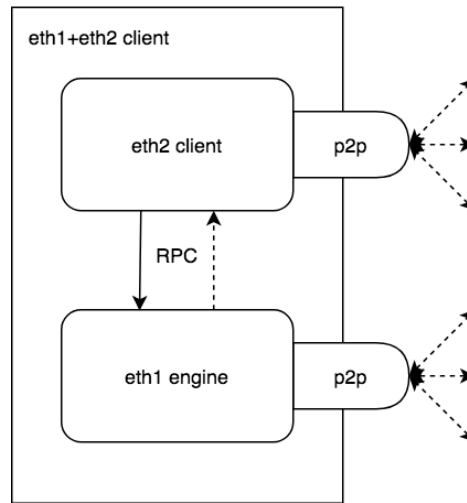 eth1+eth2 client
eth2 client
p2p
RPC
eth1 engine
p2p